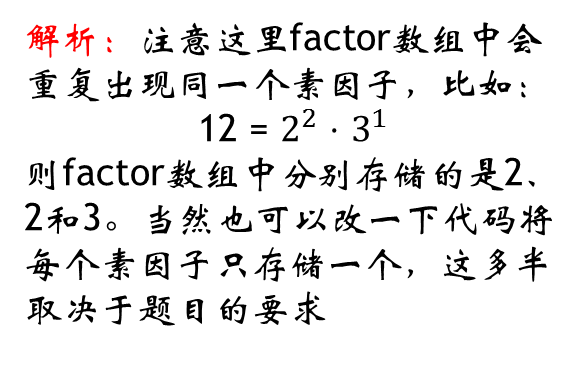 解析：注意这里factor数组中会
重复出现同一个素因子，比如：
12 = 2² · 3¹
则factor数组中分别存储的是2、
2和3。当然也可以改一下代码将
每个素因子只存储一个，这多半
取决于题目的要求